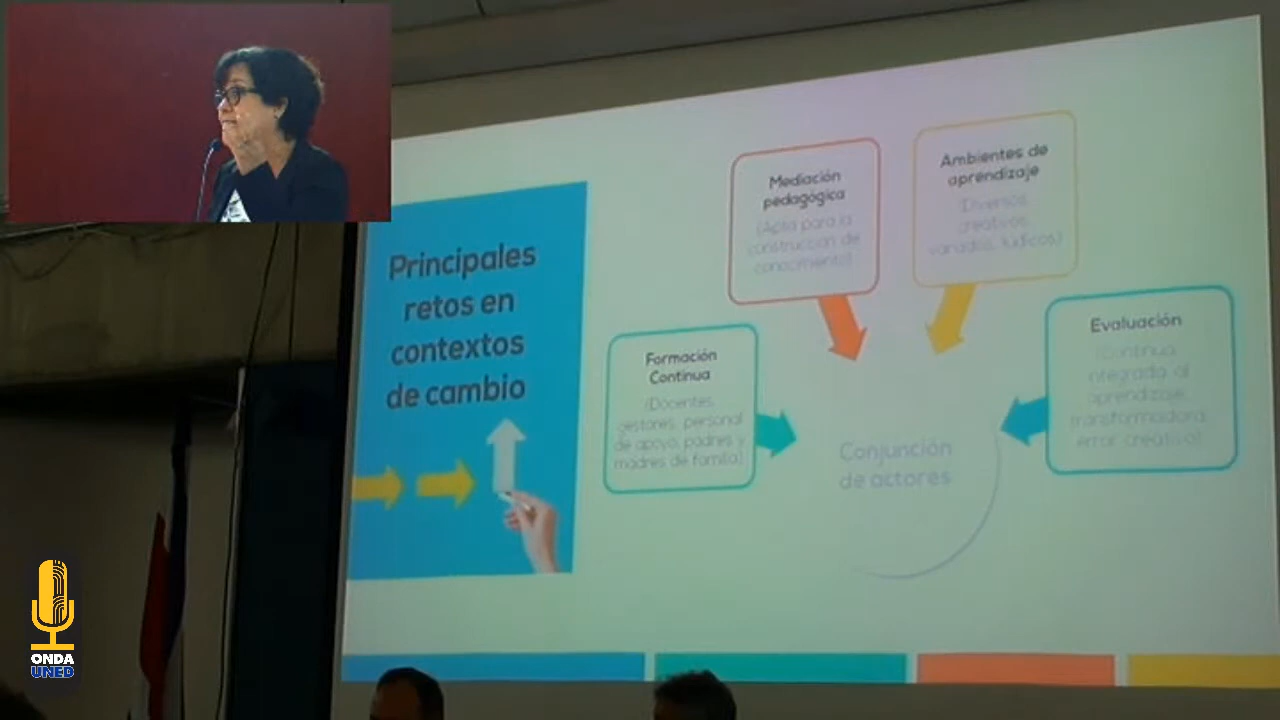 Principales
retos en
contextos
de cambio
Formación
Continua
(Docentes,
gestores, personal
de apoyo, padres y
madres de familia)
Mediación
pedagógica
(Apta para la
construcción de
conocimiento)
Ambientes de
aprendizaje
(Diversos,
creativos,
variados, lúdicos)
Evaluación
(Continua,
integrada al
aprendizaje,
transformadora,
error creativo)
Conjunción
de actores
ONDA
UNED